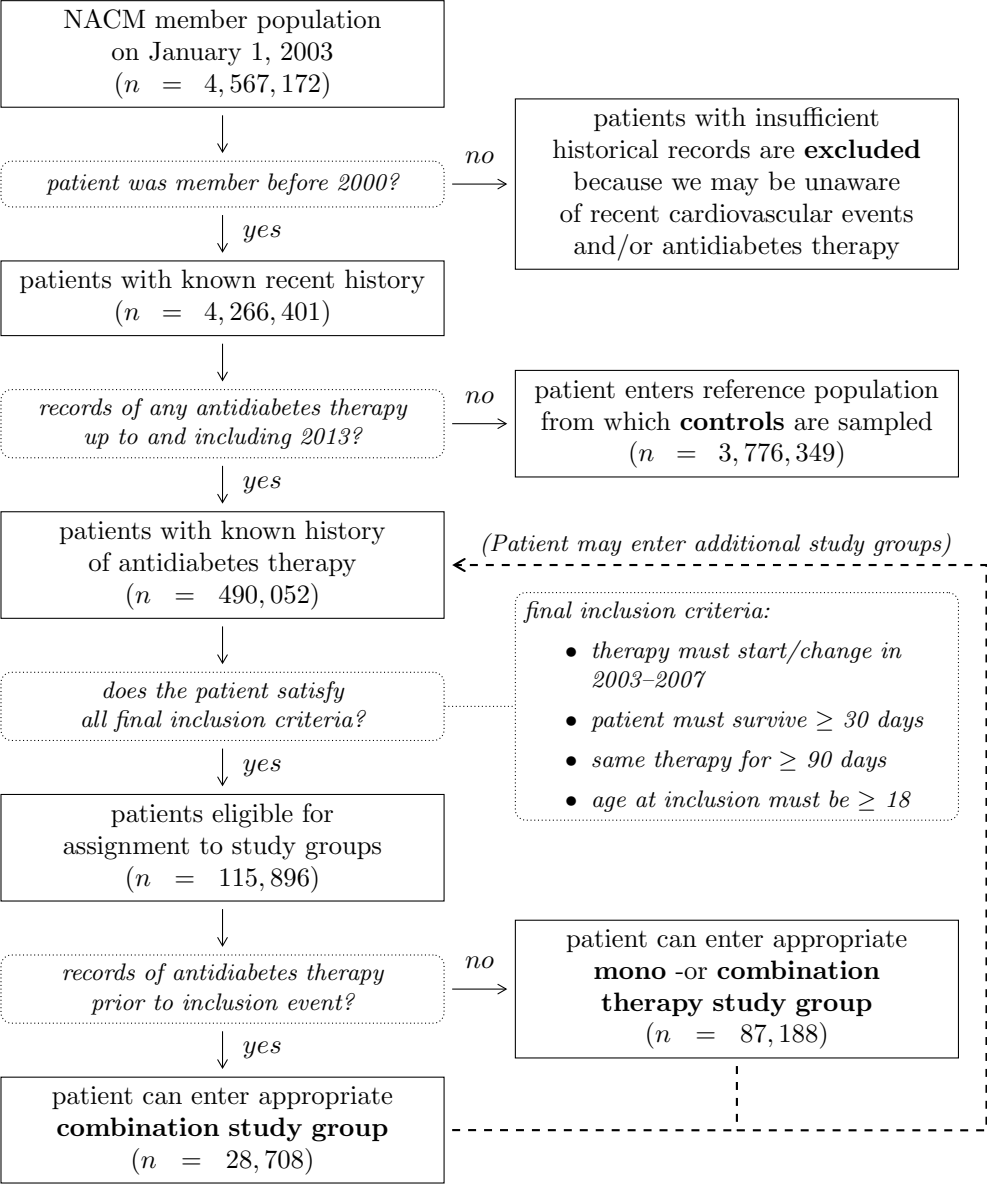 NACM member population
on January 1, 2003
(n = 4,567,172)
patient was member before 2000?
no
patients with insufficient
historical records are excluded
because we may be unaware
of recent cardiovascular events
and/or antidiabetes therapy
yes
patients with known recent history
(n = 4,266,401)
records of any antidiabetes therapy
up to and including 2013?
no
patient enters reference population
from which controls are sampled
(n = 3,776,349)
yes
patients with known history
of antidiabetes therapy
(n = 490,052)
(Patient may enter additional study groups)
does the patient satisfy
all final inclusion criteria?
final inclusion criteria:
• therapy must start/change in
2003–2007
• patient must survive ≥ 30 days
• same therapy for ≥ 90 days
• age at inclusion must be ≥ 18
yes
patients eligible for
assignment to study groups
(n = 115,896)
records of antidiabetes therapy
prior to inclusion event?
no
patient can enter appropriate
mono -or combination
therapy study group
(n = 87,188)
yes
patient can enter appropriate
combination study group
(n = 28,708)